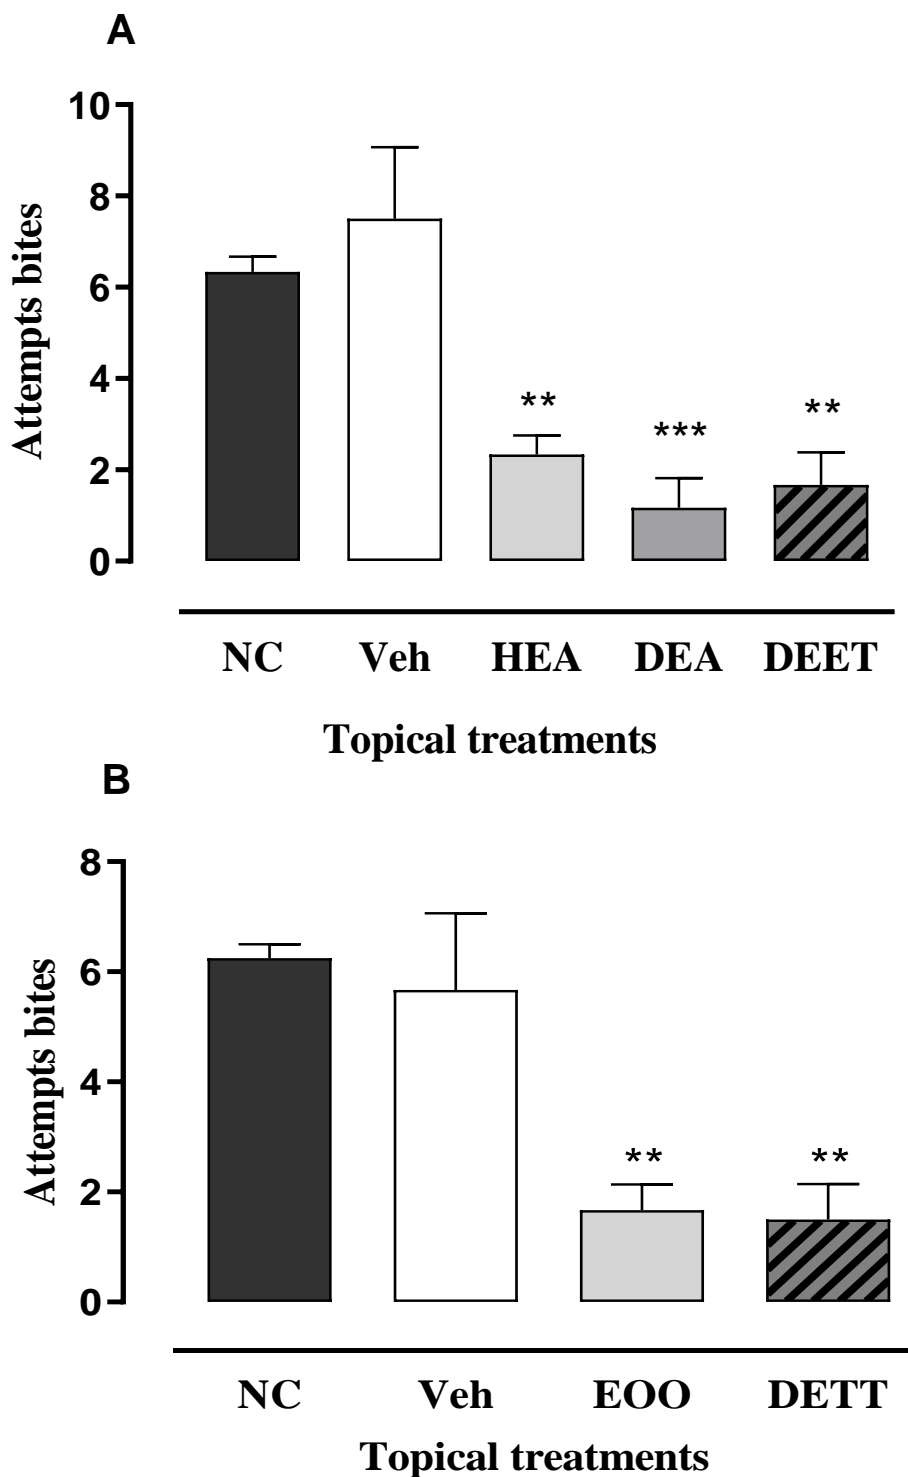 A
10
8
6
4
2
0
Attempts bites
** *** **
NC Veh HEA DEA DEET
Topical treatments
B
8
6
4
2
0
Attempts bites
** **
NC Veh EOO DETT
Topical treatments